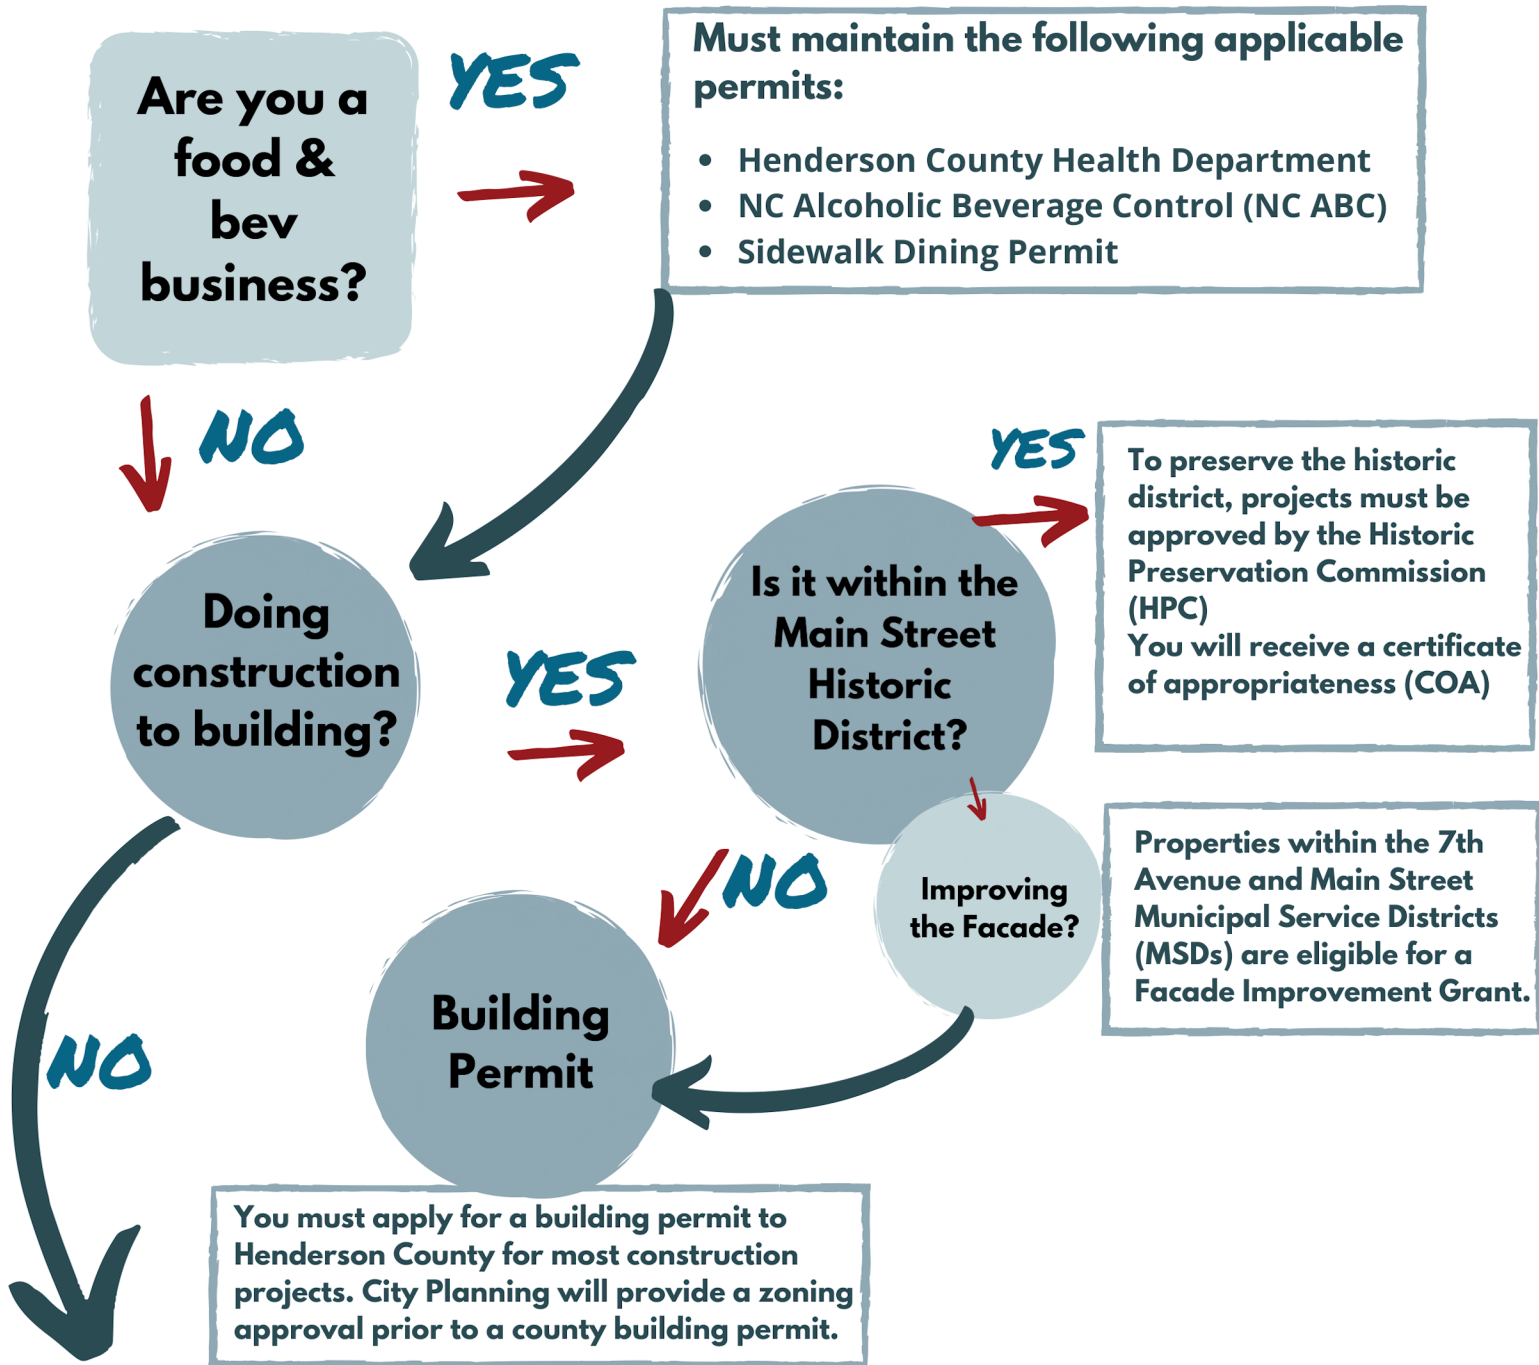 Are you a
food &
bev
business?
YES
Must maintain the following applicable
permits:
• Henderson County Health Department
• NC Alcoholic Beverage Control (NC ABC)
• Sidewalk Dining Permit
NO
Doing
construction
to building?
YES
Is it within the
Main Street
Historic
District?
YES
To preserve the historic
district, projects must be
approved by the Historic
Preservation Commission
(HPC)
You will receive a certificate
of appropriateness (COA)
Improving
the Facade?
Properties within the 7th
Avenue and Main Street
Municipal Service Districts
(MSDs) are eligible for a
Facade Improvement Grant.
NO
Building
Permit
You must apply for a building permit to
Henderson County for most construction
projects. City Planning will provide a zoning
approval prior to a county building permit.
NO